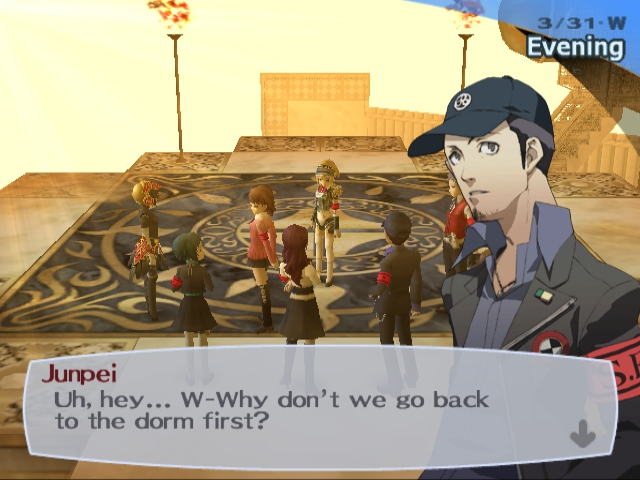 3/31・W
Evening
Junpei
Uh, hey... W-Why don't we go back
to the dorm first?
S.